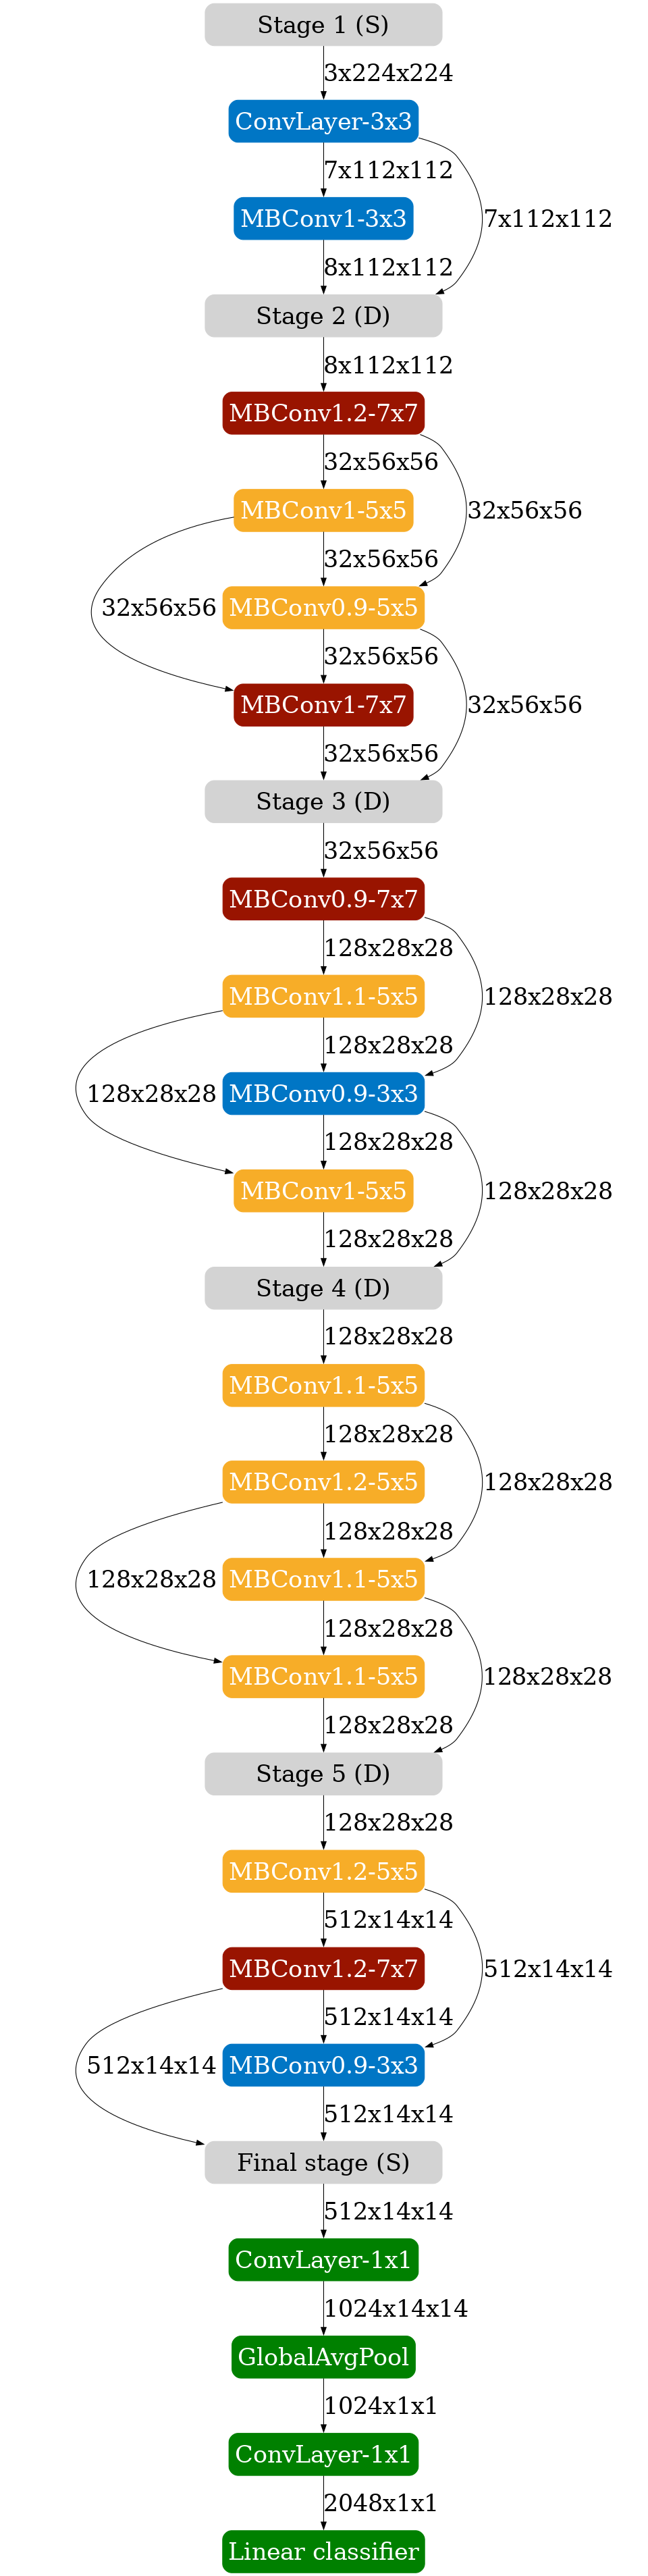 Stage 1 (S)
3x224x224
ConvLayer-3x3
7x112x112
MBConv1-3x3
7x112x112
8x112x112
Stage 2 (D)
8x112x112
MBConv1.2-7x7
32x56x56
MBConv1-5x5
32x56x56
32x56x56
32x56x56
MBConv0.9-5x5
32x56x56
MBConv1-7x7
32x56x56
32x56x56
Stage 3 (D)
32x56x56
MBConv0.9-7x7
128x28x28
MBConv1.1-5x5
128x28x28
128x28x28
128x28x28
MBConv0.9-3x3
128x28x28
MBConv1-5x5
128x28x28
128x28x28
Stage 4 (D)
128x28x28
MBConv1.1-5x5
128x28x28
MBConv1.2-5x5
128x28x28
128x28x28
128x28x28
MBConv1.1-5x5
128x28x28
MBConv1.1-5x5
128x28x28
128x28x28
Stage 5 (D)
128x28x28
MBConv1.2-5x5
512x14x14
MBConv1.2-7x7
512x14x14
512x14x14
512x14x14
MBConv0.9-3x3
512x14x14
Final stage (S)
512x14x14
ConvLayer-1x1
1024x14x14
GlobalAvgPool
1024x1x1
ConvLayer-1x1
2048x1x1
Linear classifier